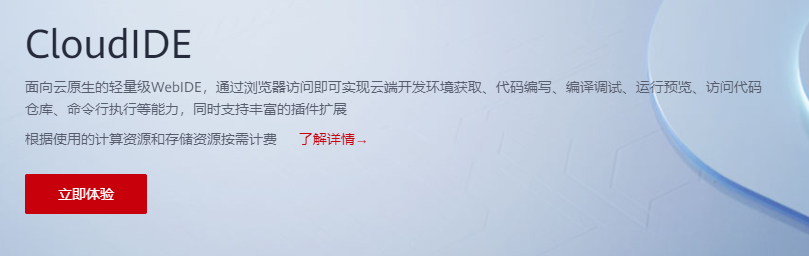 CloudIDE
面向云原生的轻量级WebIDE，通过浏览器访问即可实现云端开发环境获取、代码编写、编译调试、运行预览、访问代码
仓库、命令行执行等能力，同时支持丰富的插件扩展
根据使用的计算资源和存储资源按需计费 了解详情→
立即体验